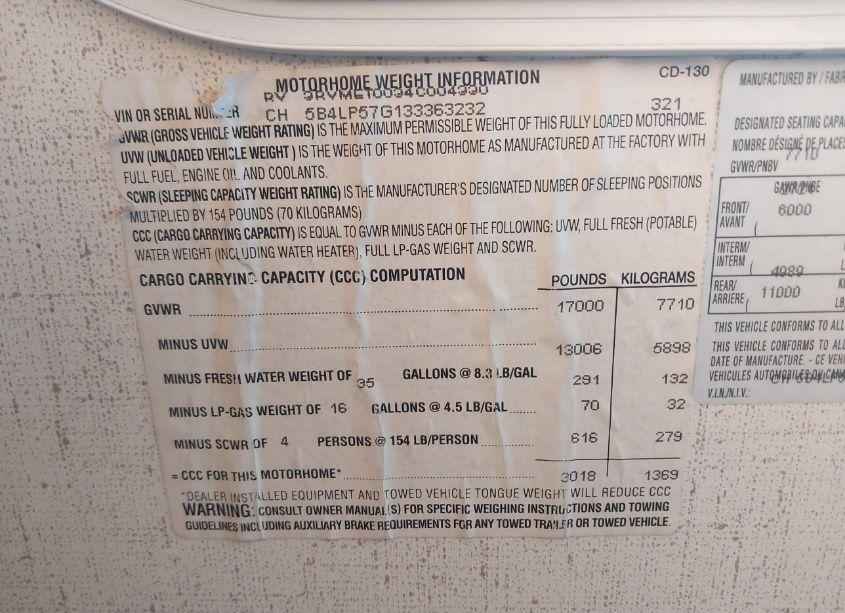 MOTORHOME WEIGHT INFORMATION CD-130
VIN OR SERIAL NUMBER
RV
CH 5B4LP57G133363232 321
GVWR (GROSS VEHICLE WEIGHT RATING) IS THE MAXIMUM PERMISSIBLE WEIGHT OF THIS FULLY LOADED MOTORHOME.
UVW (UNLOADED VEHICLE WEIGHT ) IS THE WEIGHT OF THIS MOTORHOME AS MANUFACTURED AT THE FACTORY WITH
FULL FUEL, ENGINE OIL AND COOLANTS.
SCWR (SLEEPING CAPACITY WEIGHT RATING) IS THE MANUFACTURER'S DESIGNATED NUMBER OF SLEEPING POSITIONS
MULTIPLIED BY 154 POUNDS (70 KILOGRAMS)
CCC (CARGO CARRYING CAPACITY) IS EQUAL TO GVWR MINUS EACH OF THE FOLLOWING: UVW, FULL FRESH (POTABLE)
WATER WEIGHT (INCLUDING WATER HEATER), FULL LP-GAS WEIGHT AND SCWR.
CARGO CARRYING CAPACITY (CCC) COMPUTATION POUNDS KILOGRAMS
GVWR 17000 7710
MINUS UVW 13006 5898
MINUS FRESH WATER WEIGHT OF 35 GALLONS @ 8.3 LB/GAL 291 132
MINUS LP-GAS WEIGHT OF 16 GALLONS @ 4.5 LB/GAL 70 32
MINUS SCWR OF 4 PERSONS @ 154 LB/PERSON 616 279
= CCC FOR THIS MOTORHOME* 3018 1369
*DEALER INSTALLED EQUIPMENT AND TOWED VEHICLE TONGUE WEIGHT WILL REDUCE CCC
WARNING: CONSULT OWNER MANUAL(S) FOR SPECIFIC WEIGHING INSTRUCTIONS AND TOWING
GUIDELINES INCLUDING AUXILIARY BRAKE REQUIREMENTS FOR ANY TOWED TRAILER OR TOWED VEHICLE.
MANUFACTURED BY / FABR
DESIGNATED SEATING CAPA
NOMBRE DÉSIGNÉ DE PLACES
7710
GVWR/PNBV
GAWR/PNBE
FRONT/ 6000
AVANT (
INTERM/
INTERM (
4989
REAR/ 11000
ARRIÈRE (
THIS VEHICLE CONFORMS TO ALL
THIS VEHICLE CONFORMS TO ALL
DATE OF MANUFACTURE. - CE VEH
VEHICULES AUTOMOBILES DU CANA
V.I.N./N.I.V.: